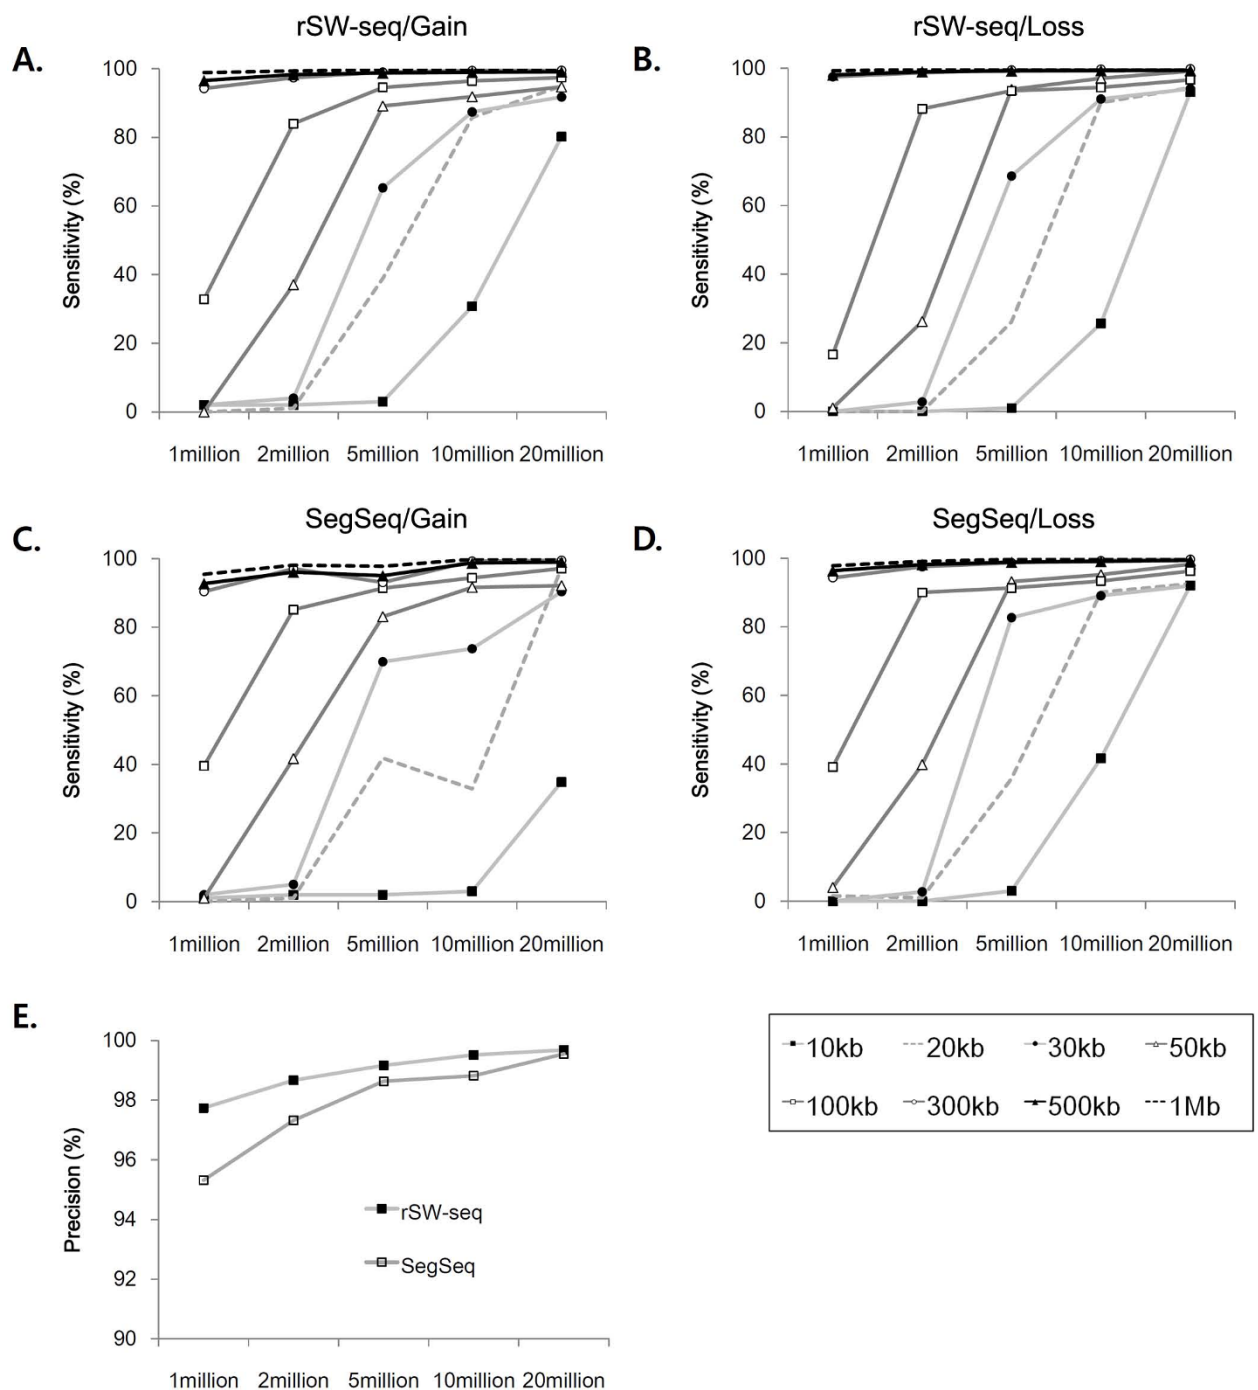 rSW-seq/Gain
A.
100
80
60
40
20
0
Sensitivity (%)
1million 2million 5million 10million 20million
rSW-seq/Loss
B.
100
80
60
40
20
0
Sensitivity (%)
1million 2million 5million 10million 20million
SegSeq/Gain
C.
100
80
60
40
20
0
Sensitivity (%)
1million 2million 5million 10million 20million
SegSeq/Loss
D.
100
80
60
40
20
0
Sensitivity (%)
1million 2million 5million 10million 20million
E.
100
98
96
94
92
90
Precision (%)
rSW-seq
SegSeq
1million 2million 5million 10million 20million
10kb 20kb 30kb 50kb
100kb 300kb 500kb 1Mb